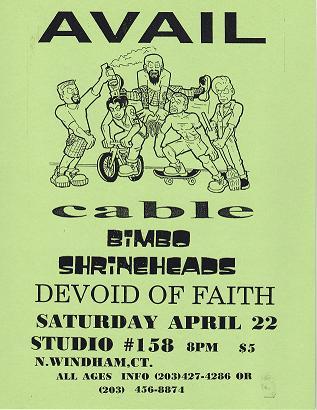 AVAIL
cable
BiMBO
SHRiNEHEADS
DEVOID OF FAITH
SATURDAY APRIL 22
STUDIO #158 8PM $5
N.WINDHAM,CT.
ALL AGES INFO (203)427-4286 OR
(203) 456-8874